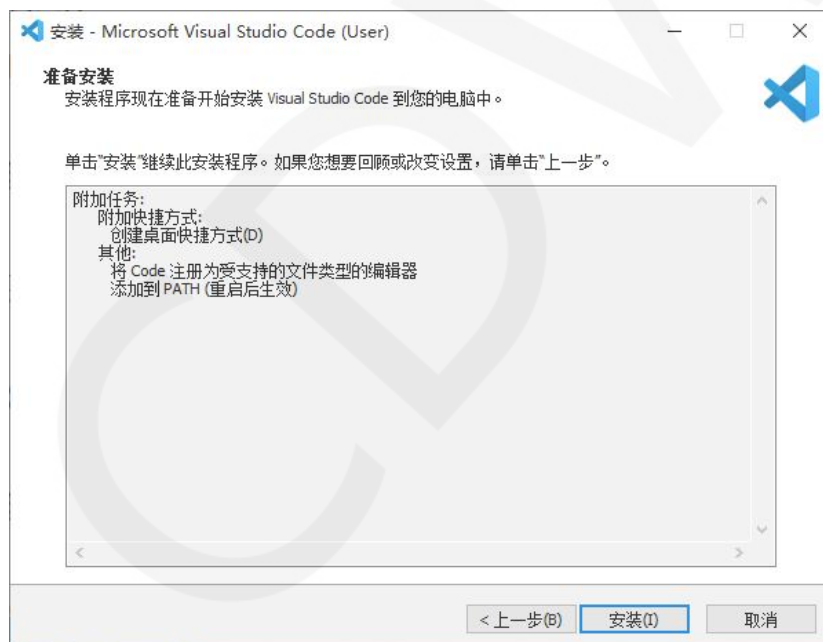 安装 - Microsoft Visual Studio Code (User)
准备安装
安装程序现在准备开始安装 Visual Studio Code 到您的电脑中。
单击"安装"继续此安装程序。如果您想要回顾或改变设置，请单击"上一步"。
附加任务:
附加快捷方式:
创建桌面快捷方式(D)
其他:
将 Code 注册为受支持的文件类型的编辑器
添加到 PATH (重启后生效)
< 上一步(B)
安装(I)
取消